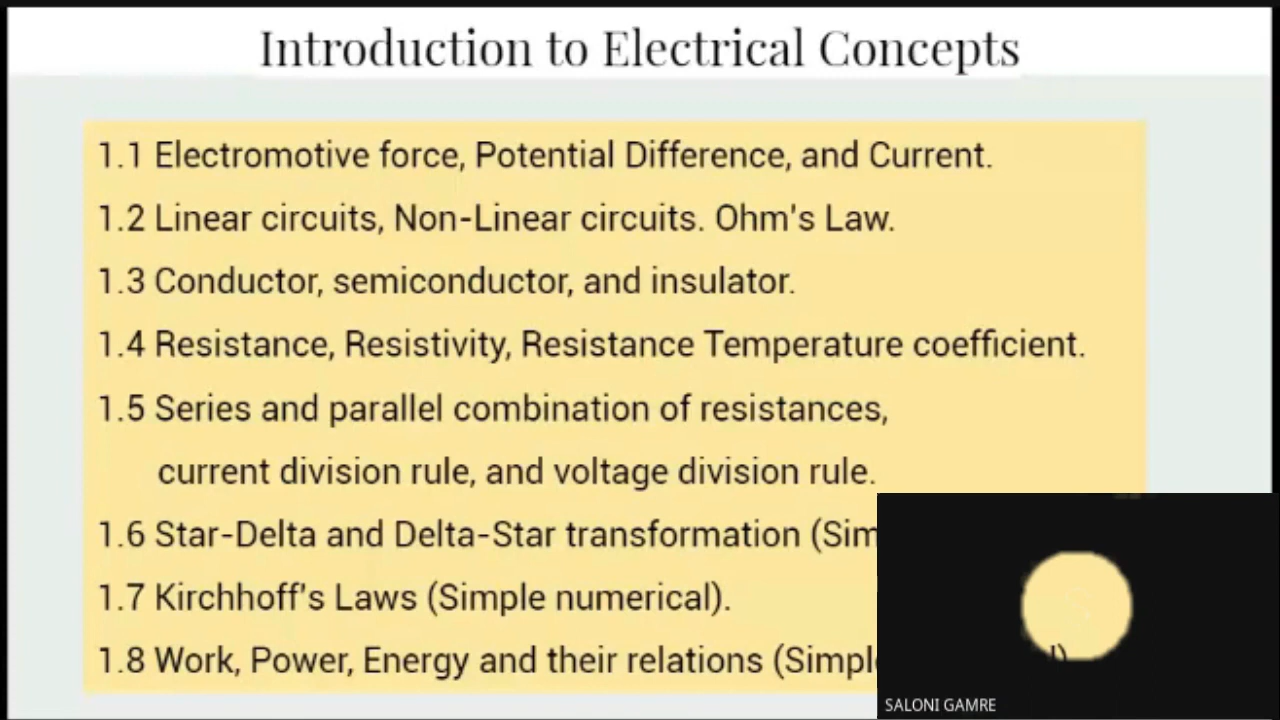 Introduction to Electrical Concepts
1.1 Electromotive force, Potential Difference, and Current.
1.2 Linear circuits, Non-Linear circuits. Ohm's Law.
1.3 Conductor, semiconductor, and insulator.
1.4 Resistance, Resistivity, Resistance Temperature coefficient.
1.5 Series and parallel combination of resistances,
current division rule, and voltage division rule.
1.6 Star-Delta and Delta-Star transformation (Sim
1.7 Kirchhoff's Laws (Simple numerical).
1.8 Work, Power, Energy and their relations (Simpl
SALONI GAMRE